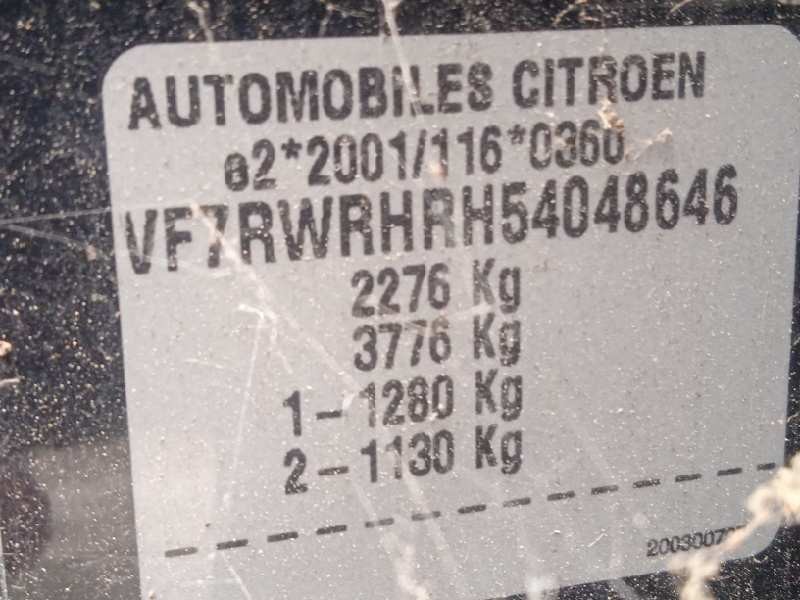 AUTOMOBILES CITROEN
e2*2001/116*0360
VF7RWRHRH54048646
2276 Kg
3776 Kg
1-1280 Kg
2-1130 Kg